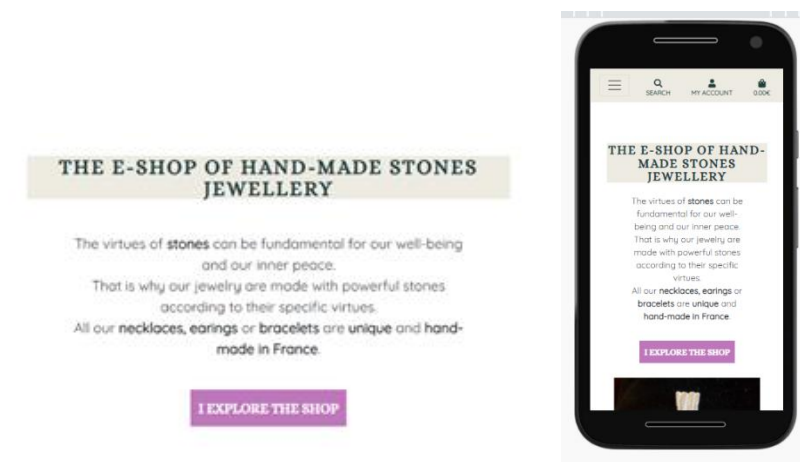 THE E-SHOP OF HAND-MADE STONES
JEWELLERY
The virtues of stones can be fundamental for our well-being
and our inner peace.
That is why our jewelry are made with powerful stones
according to their specific virtues.
All our necklaces, earings or bracelets are unique and hand-
made in France.
I EXPLORE THE SHOP
SEARCH
MY ACCOUNT
0.00€
THE E-SHOP OF HAND-
MADE STONES
JEWELLERY
The virtues of stones can be
fundamental for our well-
being and our inner peace.
That is why our jewelry are
made with powerful stones
according to their specific
virtues.
All our necklaces, earings or
bracelets are unique and
hand-made in France.
I EXPLORE THE SHOP